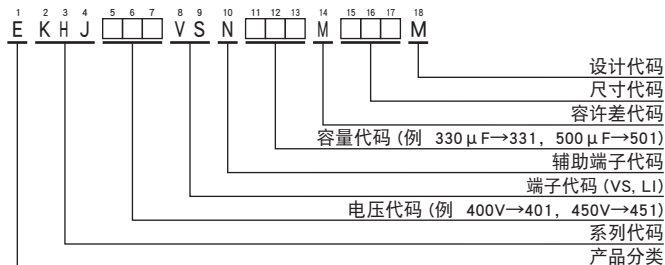 1 2 3 4 5 6 7 8 9 10 11 12 13 14 15 16 17 18
E K H J □□□ V S N □□□ M □□□ M
设计代码
尺寸代码
容许差代码
容量代码 (例 330μF→331, 500μF→501)
辅助端子代码
端子代码 (VS, LI)
电压代码 (例 400V→401, 450V→451)
系列代码
产品分类